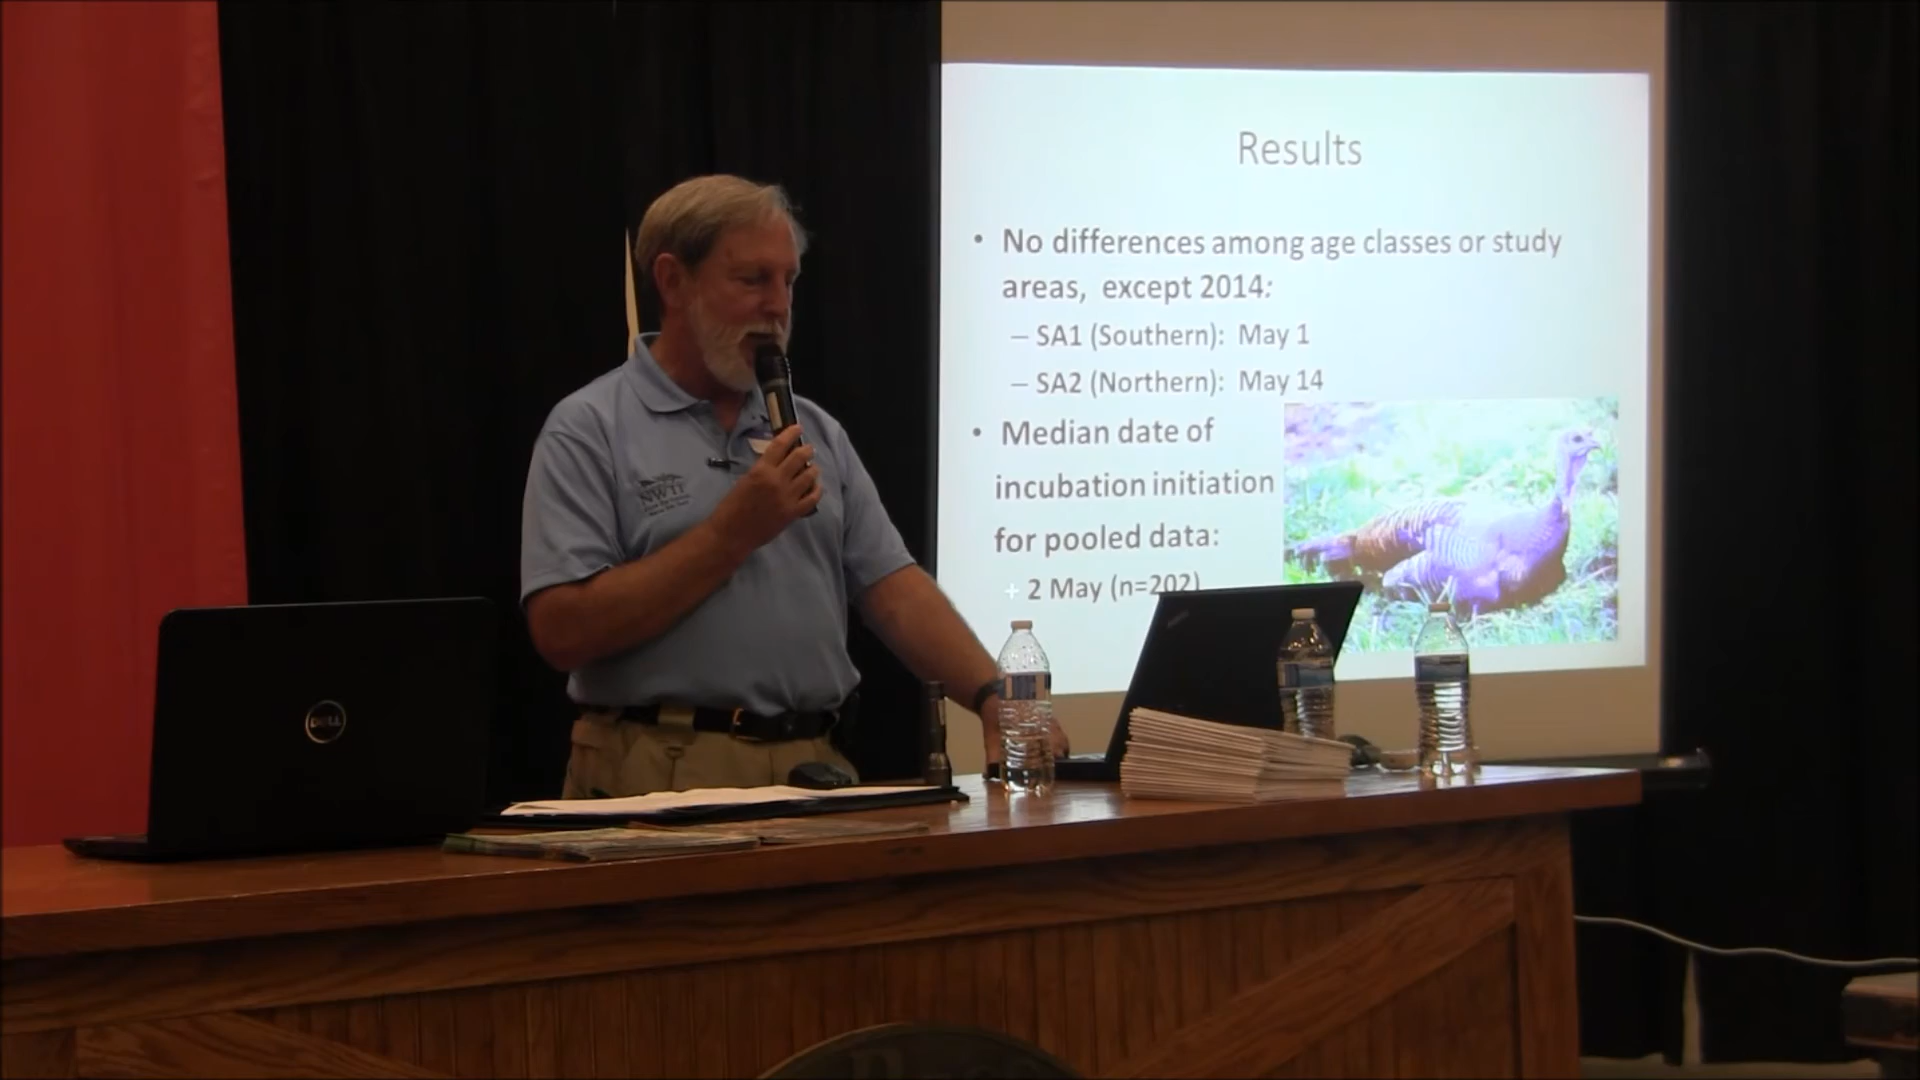 Results
• No differences among age classes or study
areas, except 2014:
– SA1 (Southern): May 1
– SA2 (Northern): May 14
• Median date of
incubation initiation
for pooled data:
+ 2 May (n=202)
NWTF
DELL